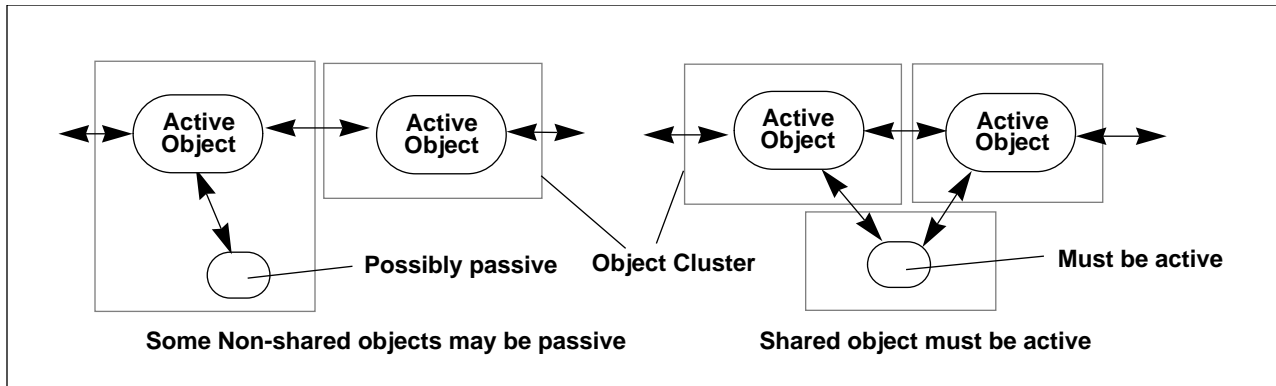 Active
Object
Active
Object
Active
Object
Active
Object
Possibly passive
Object Cluster
Must be active
Some Non-shared objects may be passive
Shared object must be active